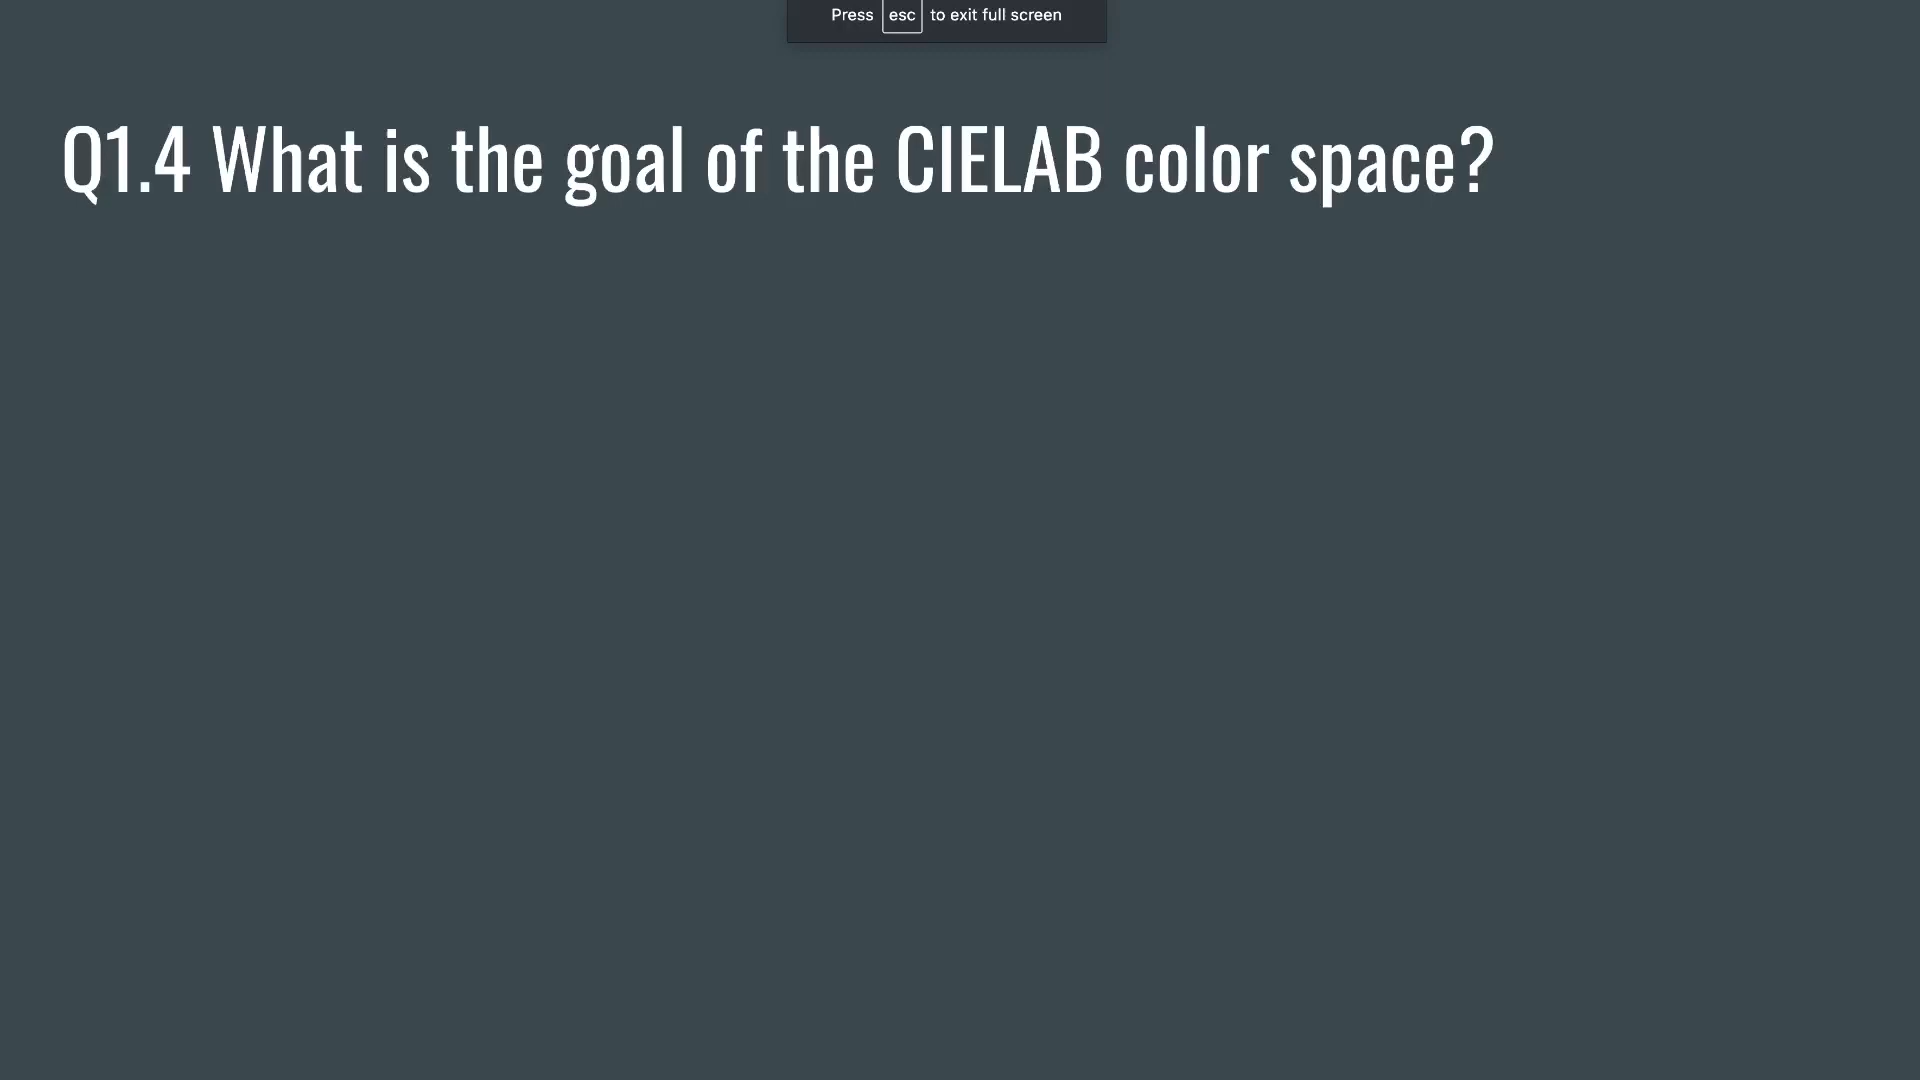 Press esc to exit full screen
Q1.4 What is the goal of the CIELAB color space?